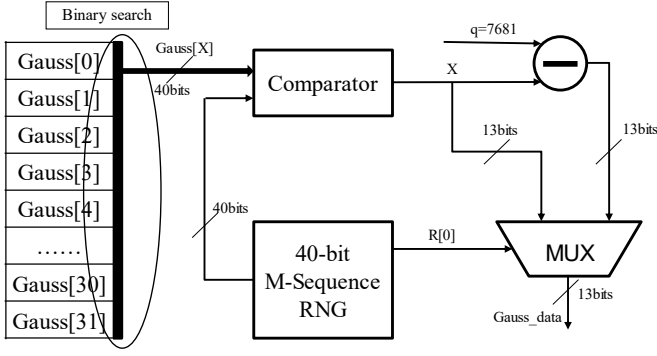 Binary search
Gauss[0]
Gauss[1]
Gauss[2]
Gauss[3]
Gauss[4]
......
Gauss[30]
Gauss[31]
Gauss[X]
40bits
Comparator
q=7681
X
13bits
13bits
40bits
40-bit
M-Sequence
RNG
R[0]
MUX
13bits
Gauss_data